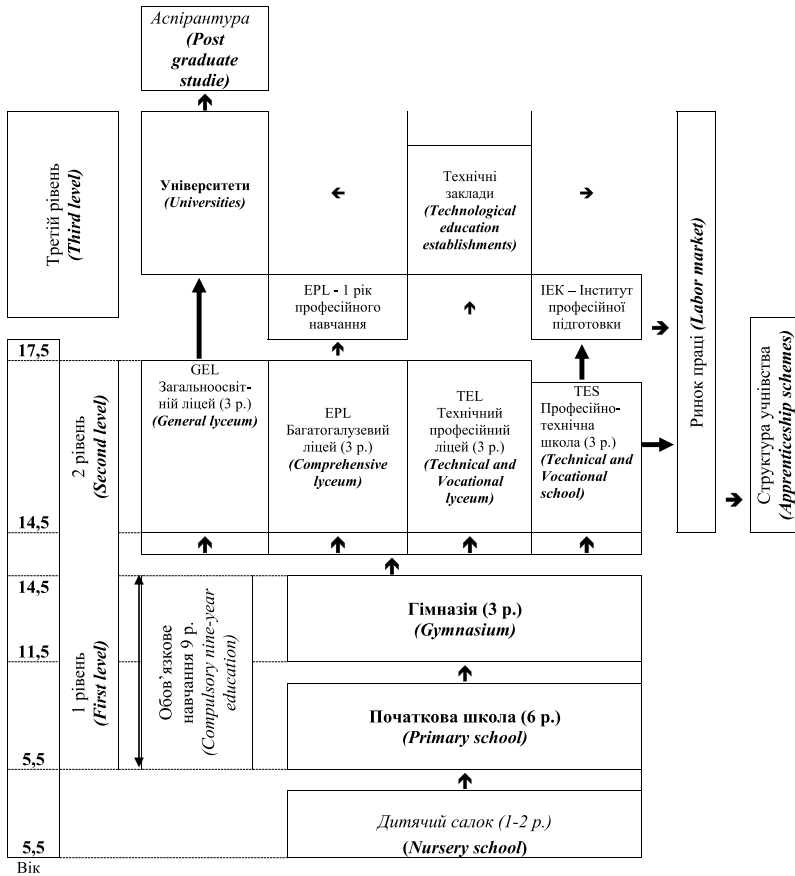 Аспірантура
(Post
graduate
studie)
Третій рівень
(Third level)
Університети
(Universities)
Технічні
заклади
(Technological
education
establishments)
EPL - 1 рік
професійного
навчання
ІЕК – Інститут
професійної
підготовки
Ринок праці (Labor market)
Структура учнівства
(Apprenticeship schemes)
17,5
2 рівень
(Second level)
14,5
GEL
Загальноосвіт-
ній ліцей (3 р.)
(General lyceum)
EPL
Багатогалузевий
ліцей (3 р.)
(Comprehensive
lyceum)
TEL
Технічний
професійний
ліцей (3 р.)
(Technical and
Vocational
lyceum)
TES
Професійно-
технічна
школа (3 р.)
(Technical and
Vocational
school)
14,5
11,5
1 рівень
(First level)
5,5
Обов’язкове
навчання 9 р.
(Compulsory nine-year
education)
Гімназія (3 р.)
(Gymnasium)
Початкова школа (6 р.)
(Primary school)
Дитячий салок (1-2 р.)
(Nursery school)
5,5
Вік